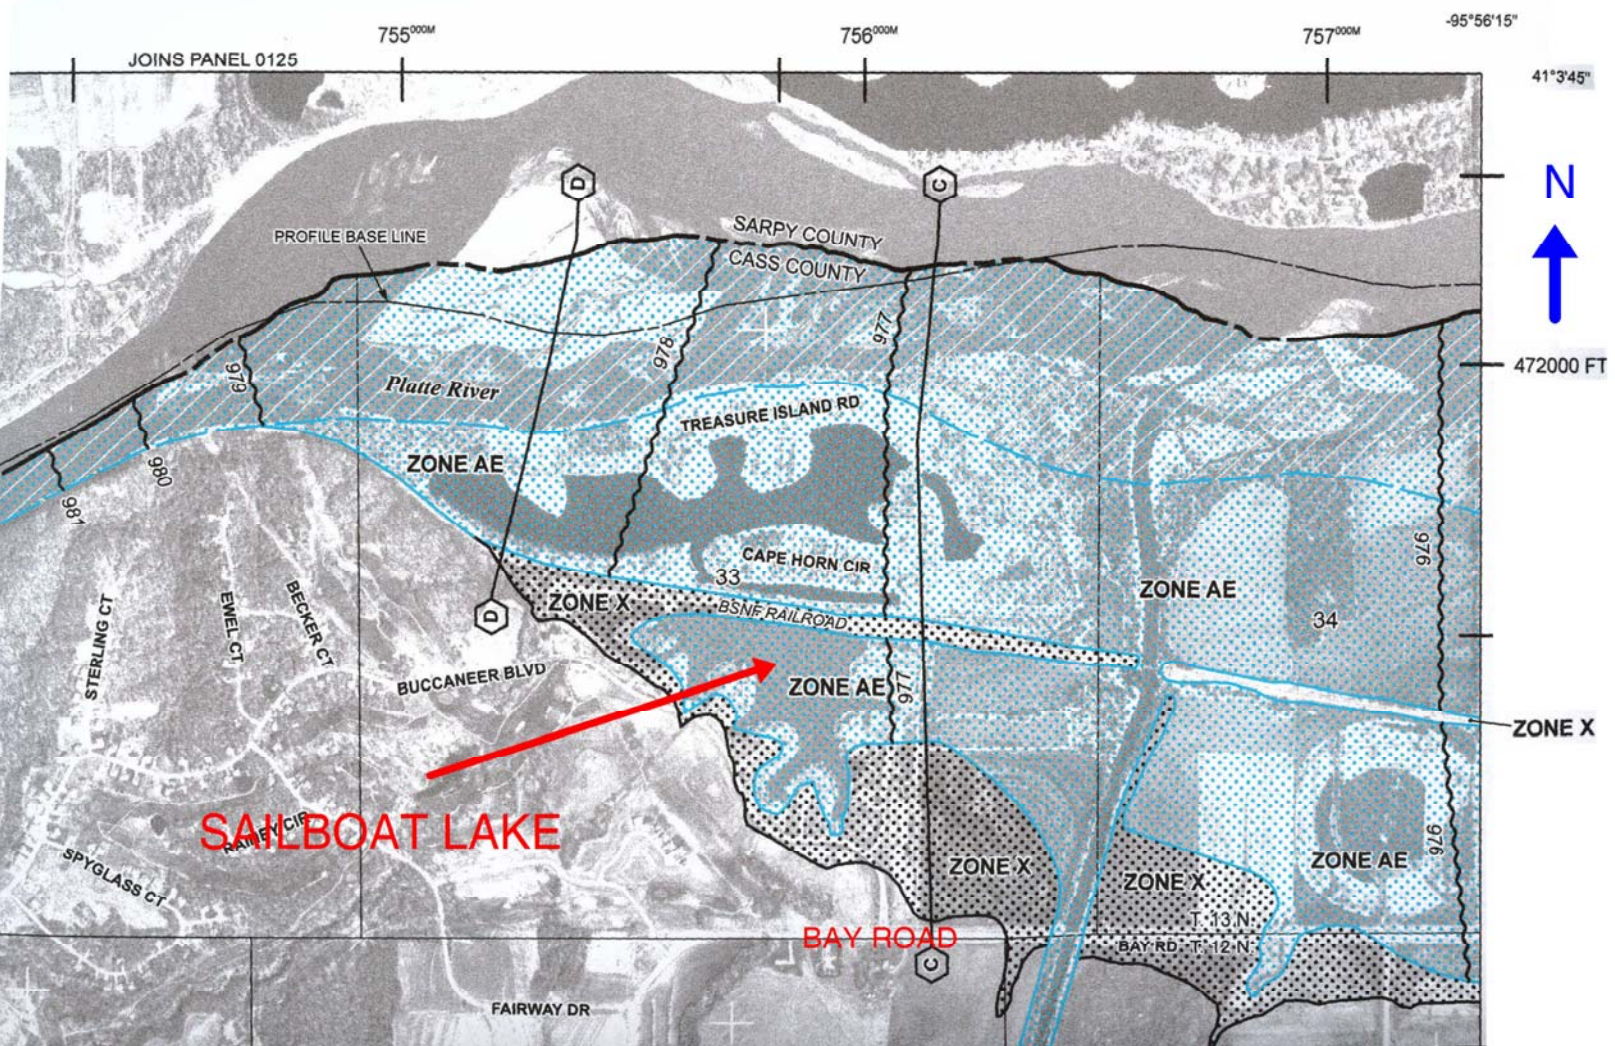 755000M
756000M
757000M
-95°56'15"
JOINS PANEL 0125
41°3'45"
D
C
N
PROFILE BASE LINE
SARPY COUNTY
CASS COUNTY
472000 FT
979
978
977
Platte River
TREASURE ISLAND RD
ZONE AE
980
981
976
CAPE HORN CIR
33
ZONE AE
34
ZONE X
BSNF RAILROAD
D
STERLING CT
EWEL CT
BECKER CT
BUCCANEER BLVD
ZONE AE
977
ZONE X
SAILBOAT LAKE
SPYGLASS CT
ZONE X
ZONE X
ZONE AE
976
T. 13 N.
BAY ROAD
BAY RD. T. 12 N.
C
FAIRWAY DR